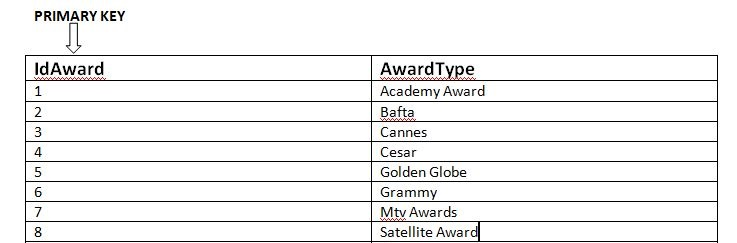 PRIMARY KEY
IdAward AwardType
1 Academy Award
2 Bafta
3 Cannes
4 Cesar
5 Golden Globe
6 Grammy
7 Mtv Awards
8 Satellite Award